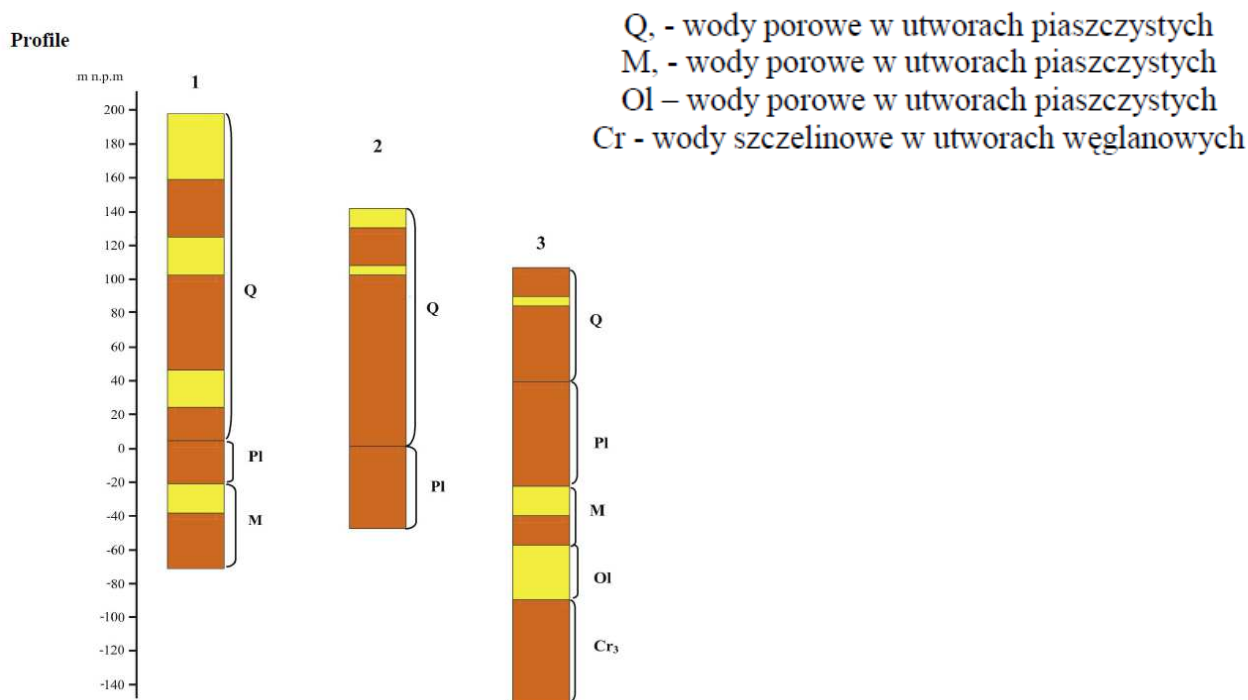 Profile
m n.p.m
Q, - wody porowe w utworach piaszczystych
M, - wody porowe w utworach piaszczystych
Ol – wody porowe w utworach piaszczystych
Cr - wody szczelinowe w utworach węglanowych
200
180
160
140
120
100
80
60
40
20
0
-20
-40
-60
-80
-100
-120
-140
1
Q
Pl
M
2
Q
Pl
3
Q
Pl
M
Ol
Cr₃